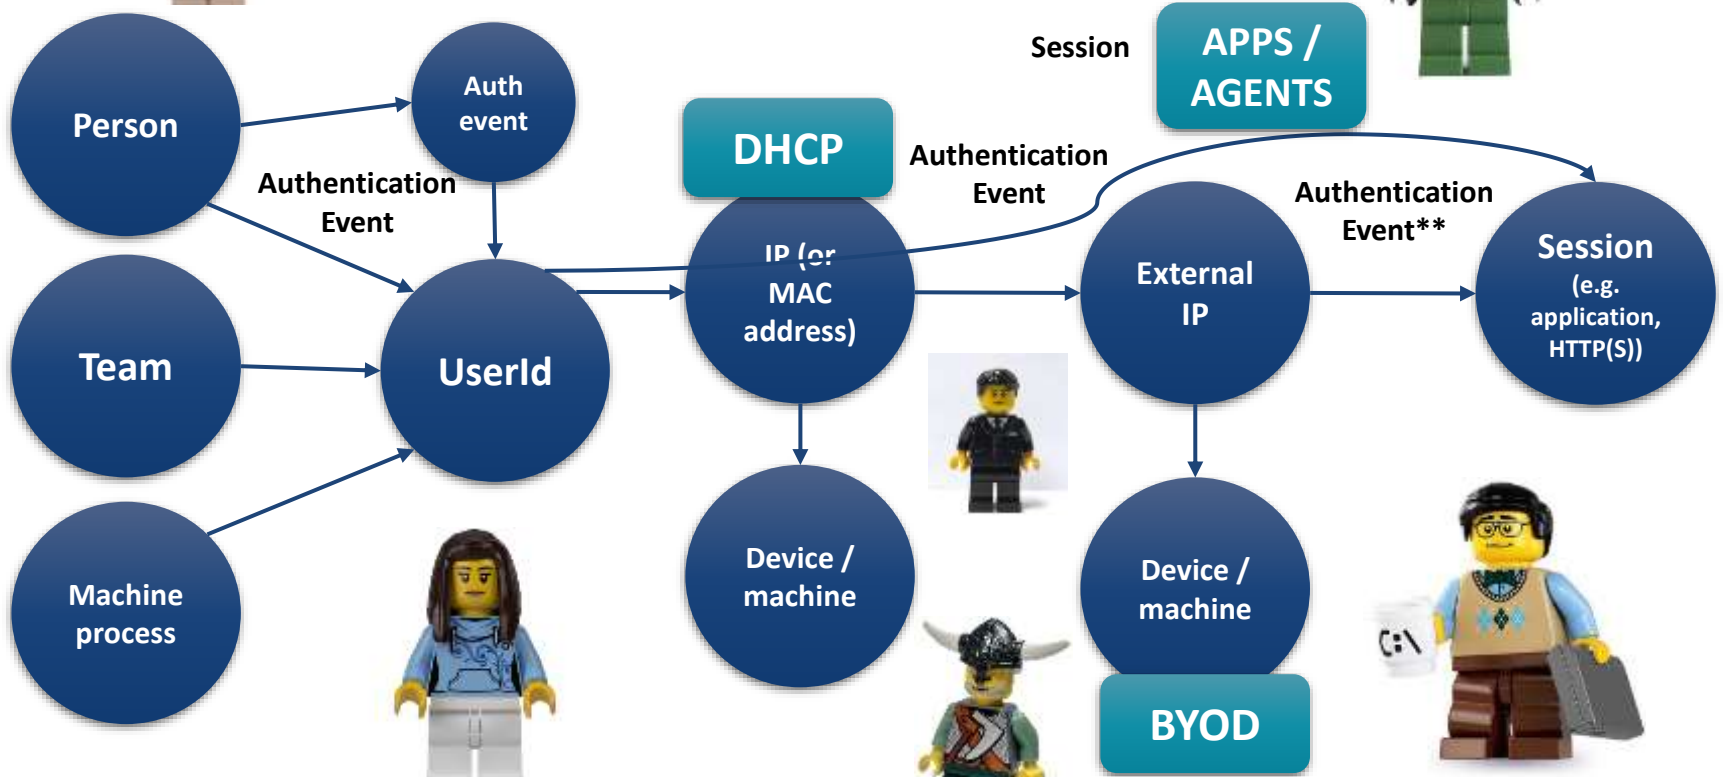 Person
Auth
event
Authentication
Event
Team
UserId
Machine
process
DHCP
IP (or
MAC
address)
Device /
machine
Authentication
Event
Session
APPS /
AGENTS
External
IP
Device /
machine
BYOD
Authentication
Event**
Session
(e.g.
application,
HTTP(S))
C:\